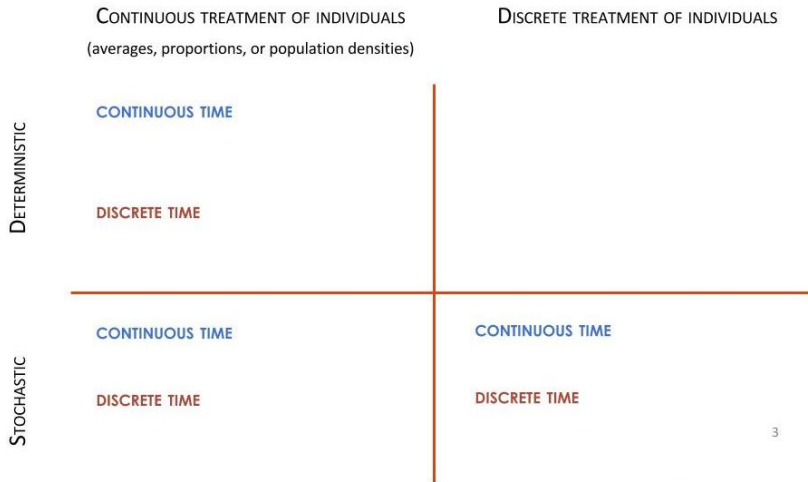 CONTINUOUS TREATMENT OF INDIVIDUALS
(averages, proportions, or population densities)
DISCRETE TREATMENT OF INDIVIDUALS
DETERMINISTIC
CONTINUOUS TIME
DISCRETE TIME
STOCHASTIC
CONTINUOUS TIME
DISCRETE TIME
CONTINUOUS TIME
DISCRETE TIME
3